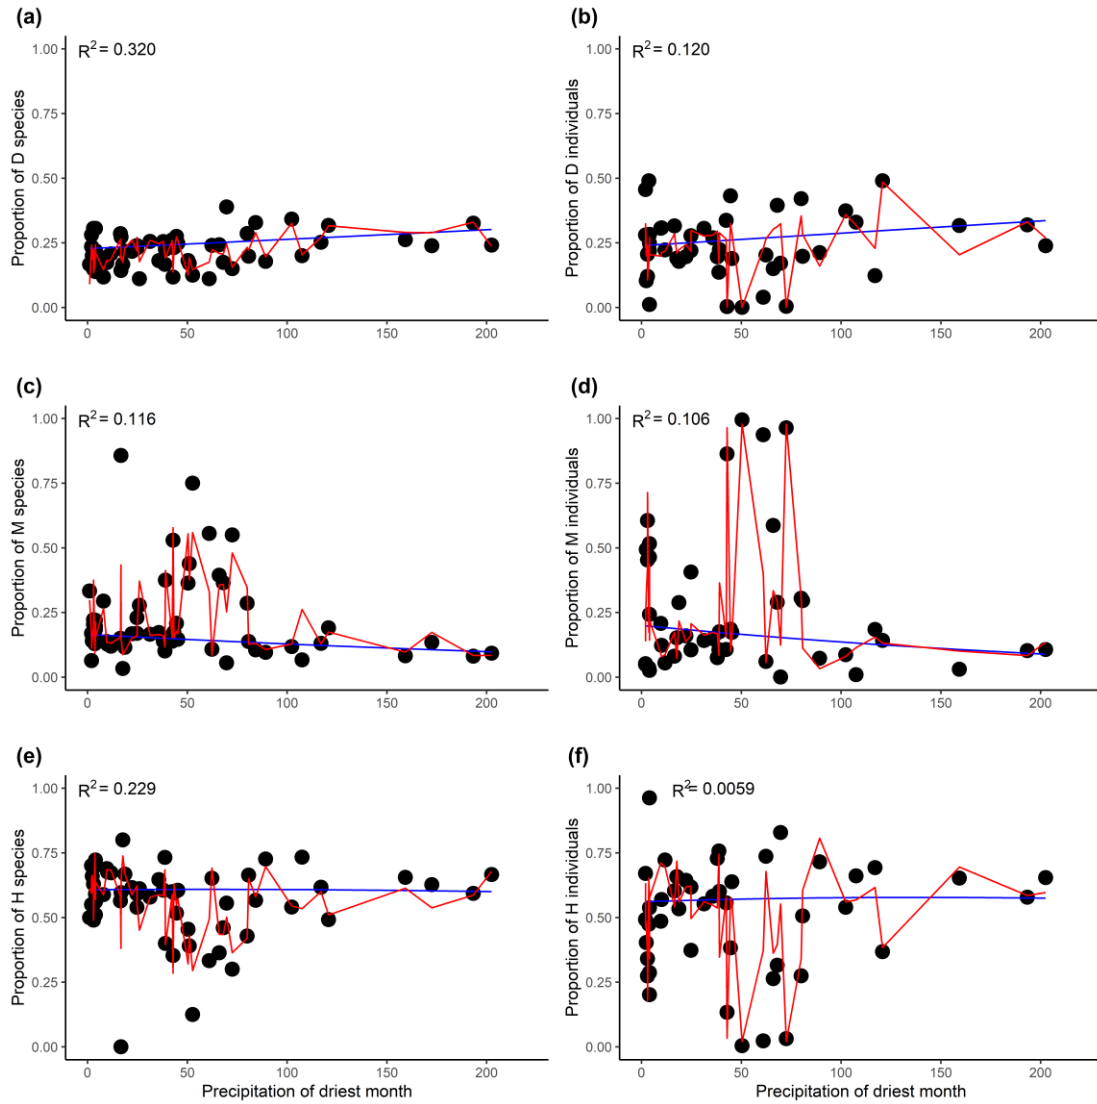 (a)
R² = 0.320
Proportion of D species
1.00
0.75
0.50
0.25
0.00
0 50 100 150 200
(b)
R² = 0.120
Proportion of D individuals
1.00
0.75
0.50
0.25
0.00
0 50 100 150 200
(c)
R² = 0.116
Proportion of M species
1.00
0.75
0.50
0.25
0.00
0 50 100 150 200
(d)
R² = 0.106
Proportion of M individuals
1.00
0.75
0.50
0.25
0.00
0 50 100 150 200
(e)
R² = 0.229
Proportion of H species
1.00
0.75
0.50
0.25
0.00
0 50 100 150 200
Precipitation of driest month
(f)
R² = 0.0059
Proportion of H individuals
1.00
0.75
0.50
0.25
0.00
0 50 100 150 200
Precipitation of driest month